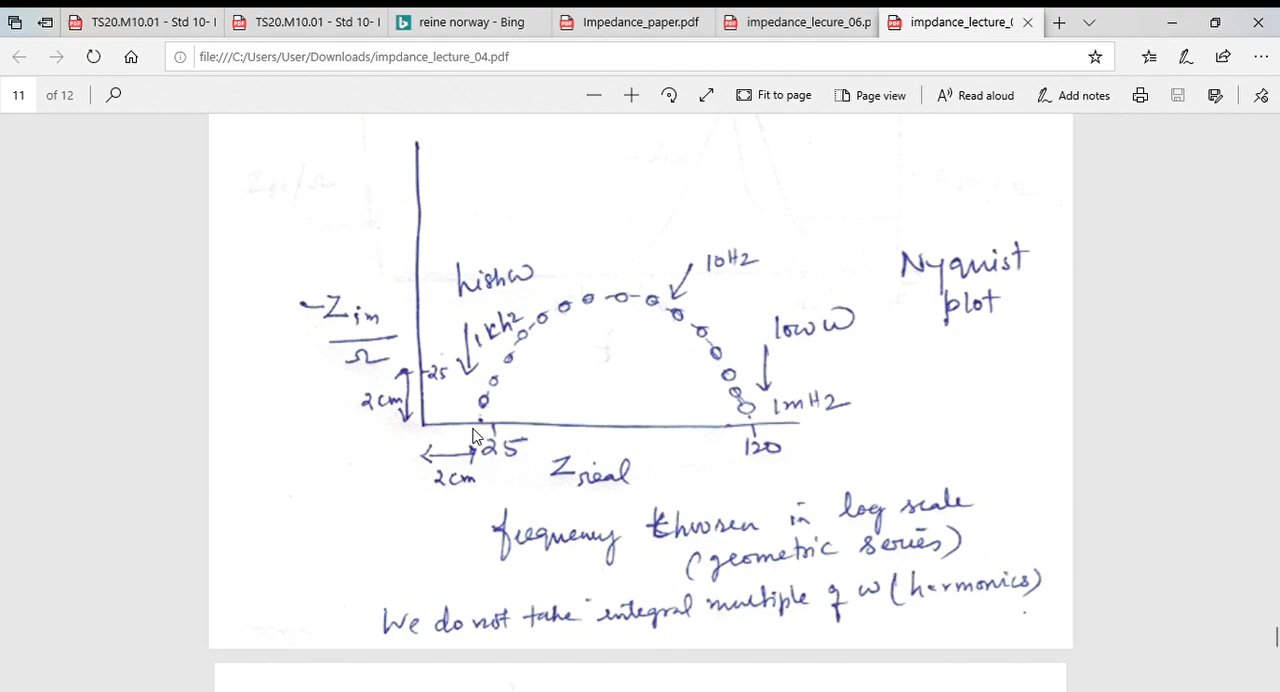 TS20.M10.01 - Std 10- I
TS20.M10.01 - Std 10- I
reine norway - Bing
Impedance_paper.pdf
impedance_lecure_06.p
impdance_lecture_0
file:///C:/Users/User/Downloads/impdance_lecture_04.pdf
11 of 12
Fit to page
Page view
Read aloud
Add notes
10Hz
Nyquist
plot
high ω
-Zim
Ω
1khz
low ω
25
2cm
1mHz
25
120
2cm
Zreal
frequency choosen in log scale
(geometric series)
We do not take integral multiple of ω (harmonics)